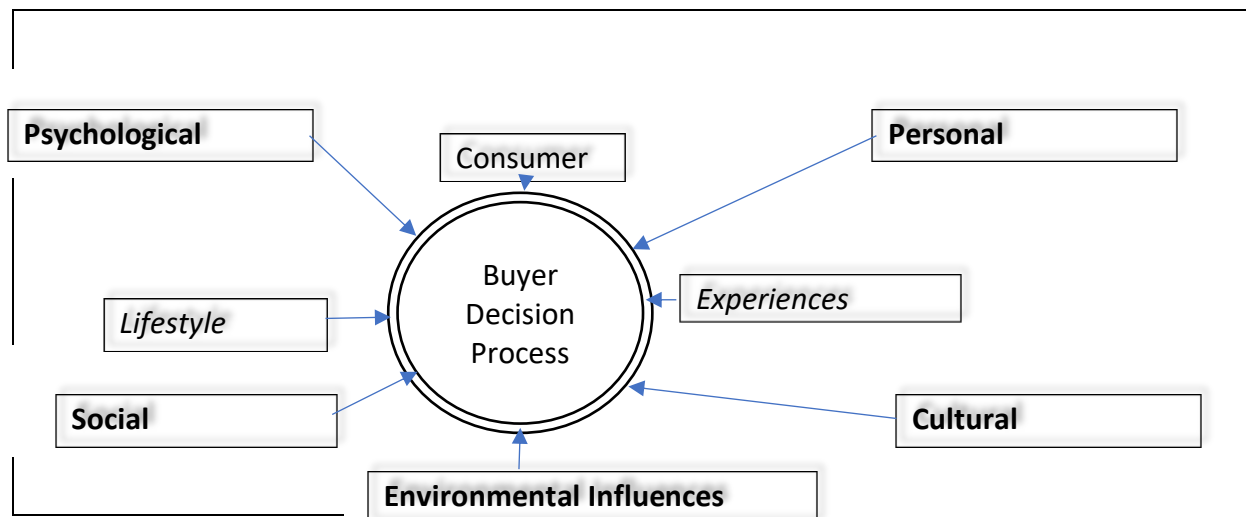 Psychological
Personal
Consumer
Buyer
Decision
Process
Experiences
Lifestyle
Social
Cultural
Environmental Influences